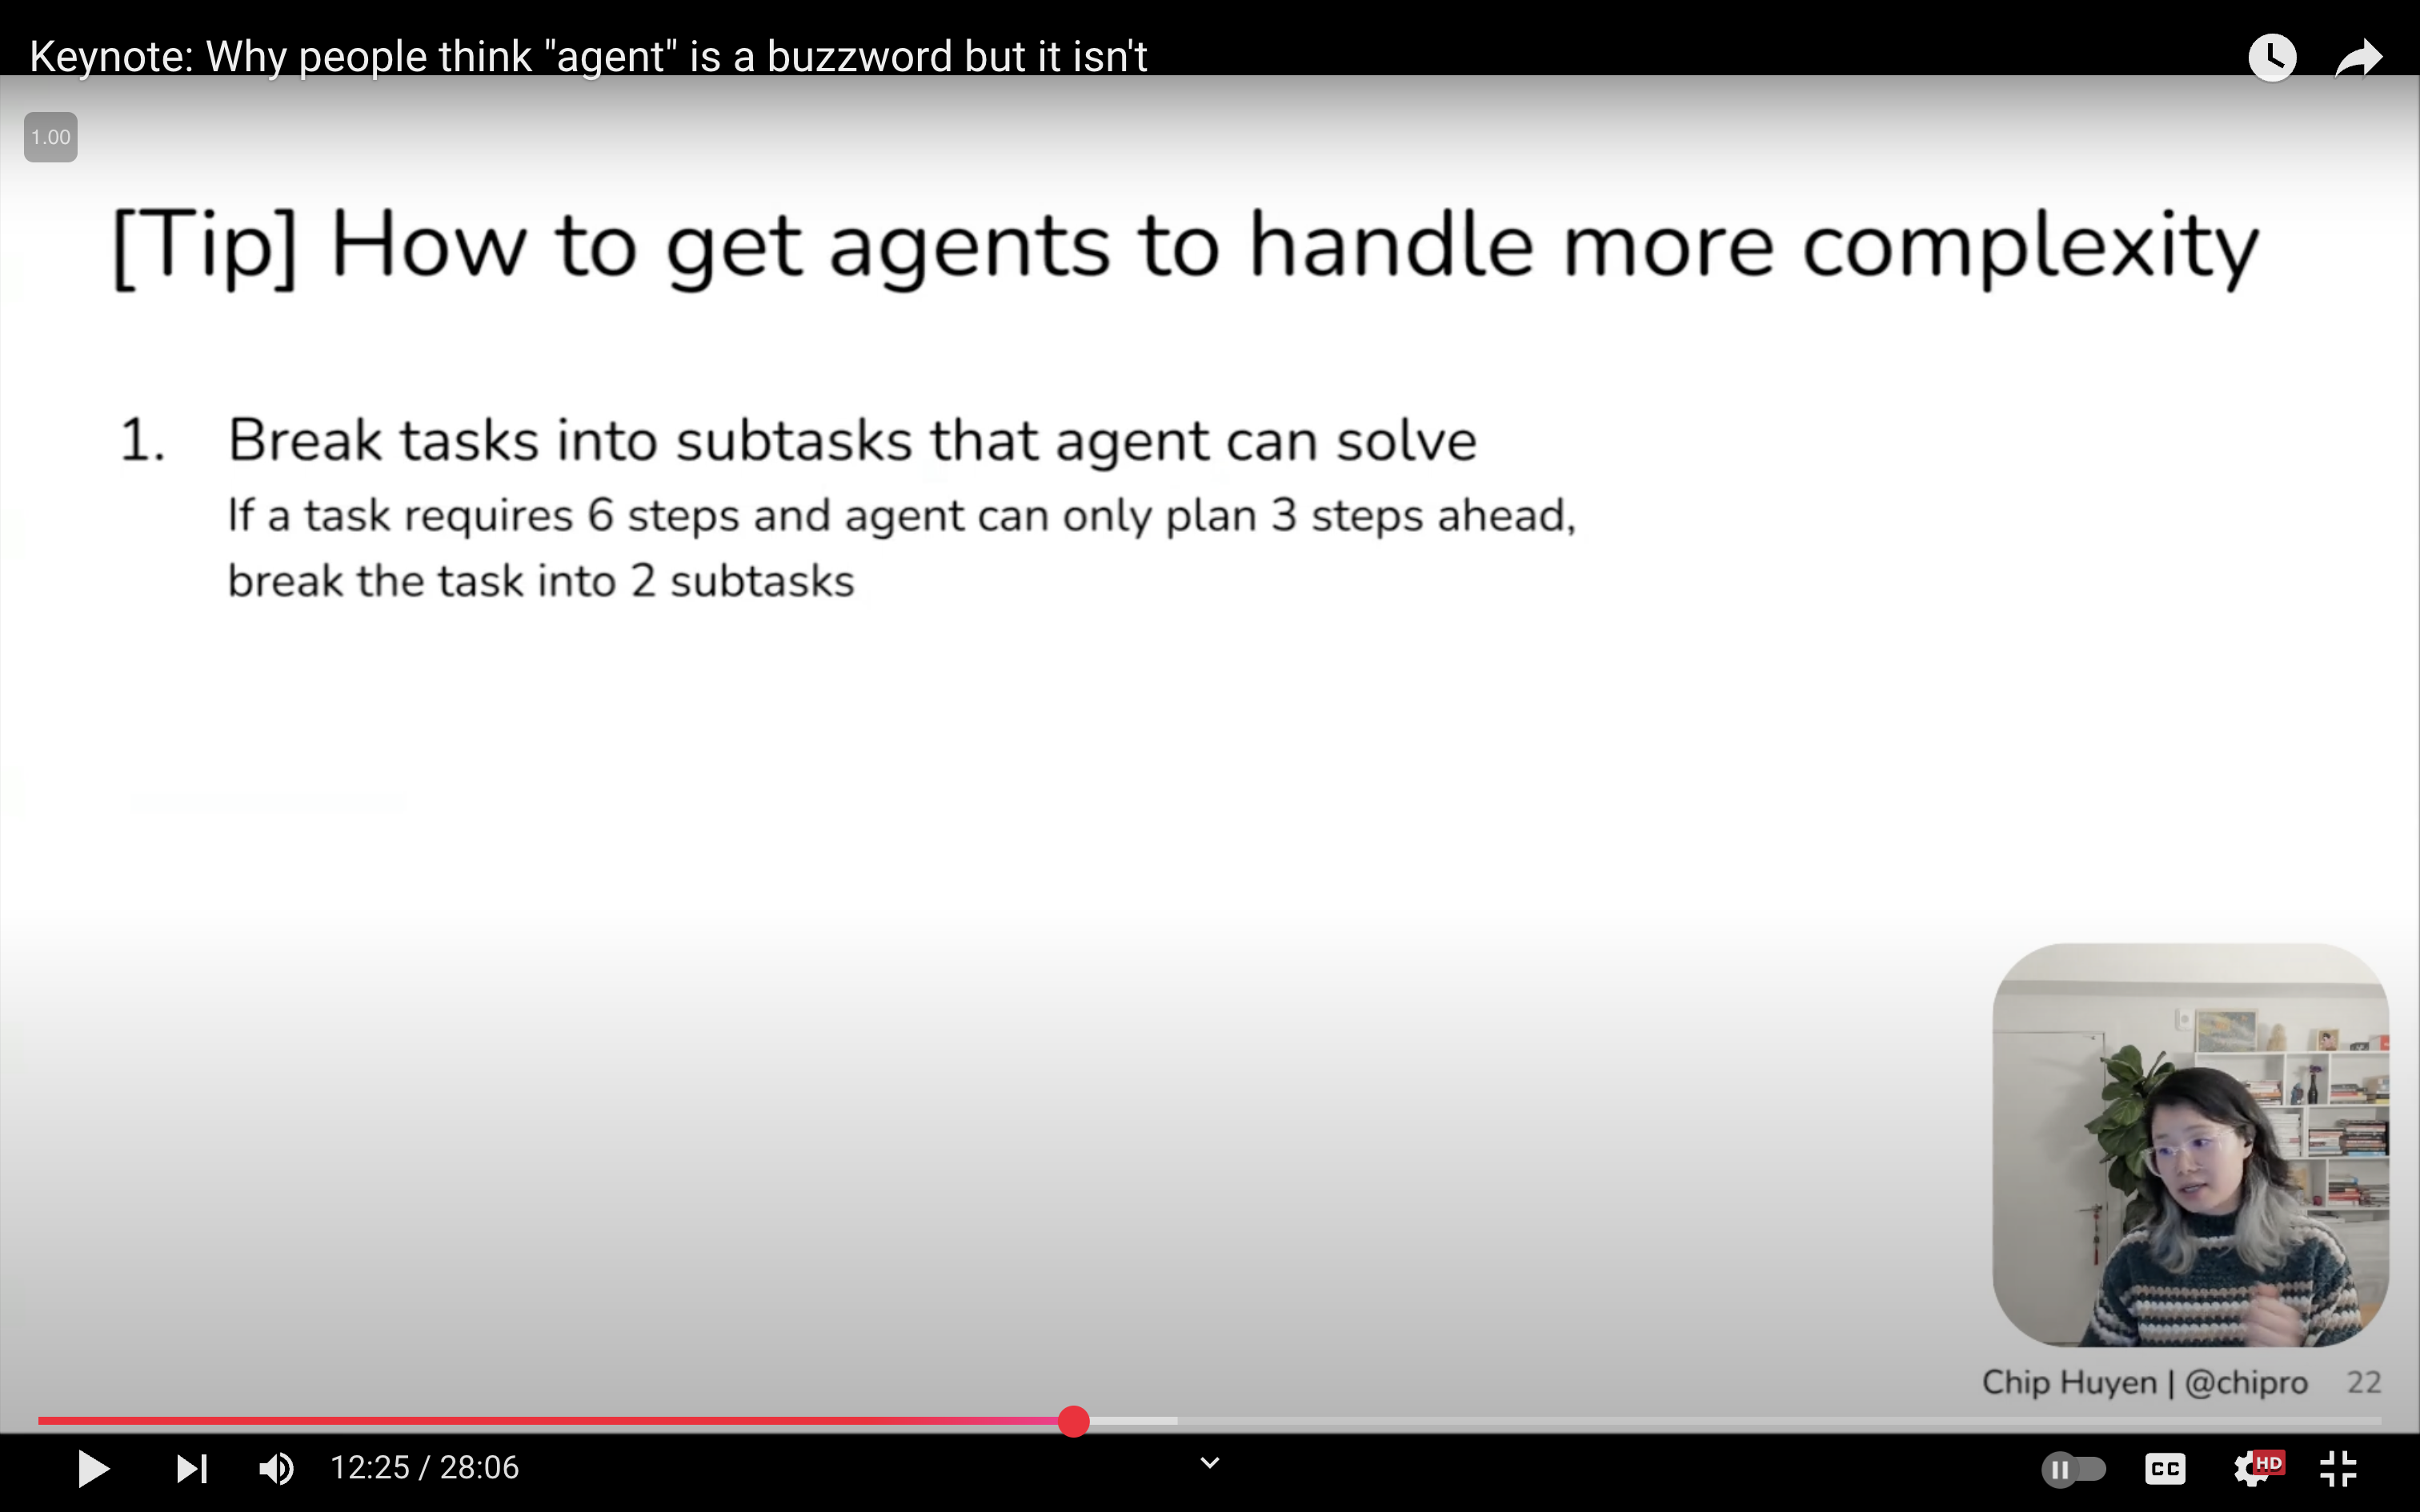 Keynote: Why people think "agent" is a buzzword but it isn't
1.00
[Tip] How to get agents to handle more complexity
1. Break tasks into subtasks that agent can solve
If a task requires 6 steps and agent can only plan 3 steps ahead,
break the task into 2 subtasks
Chip Huyen | @chipro 22
12:25 / 28:06
CC
HD